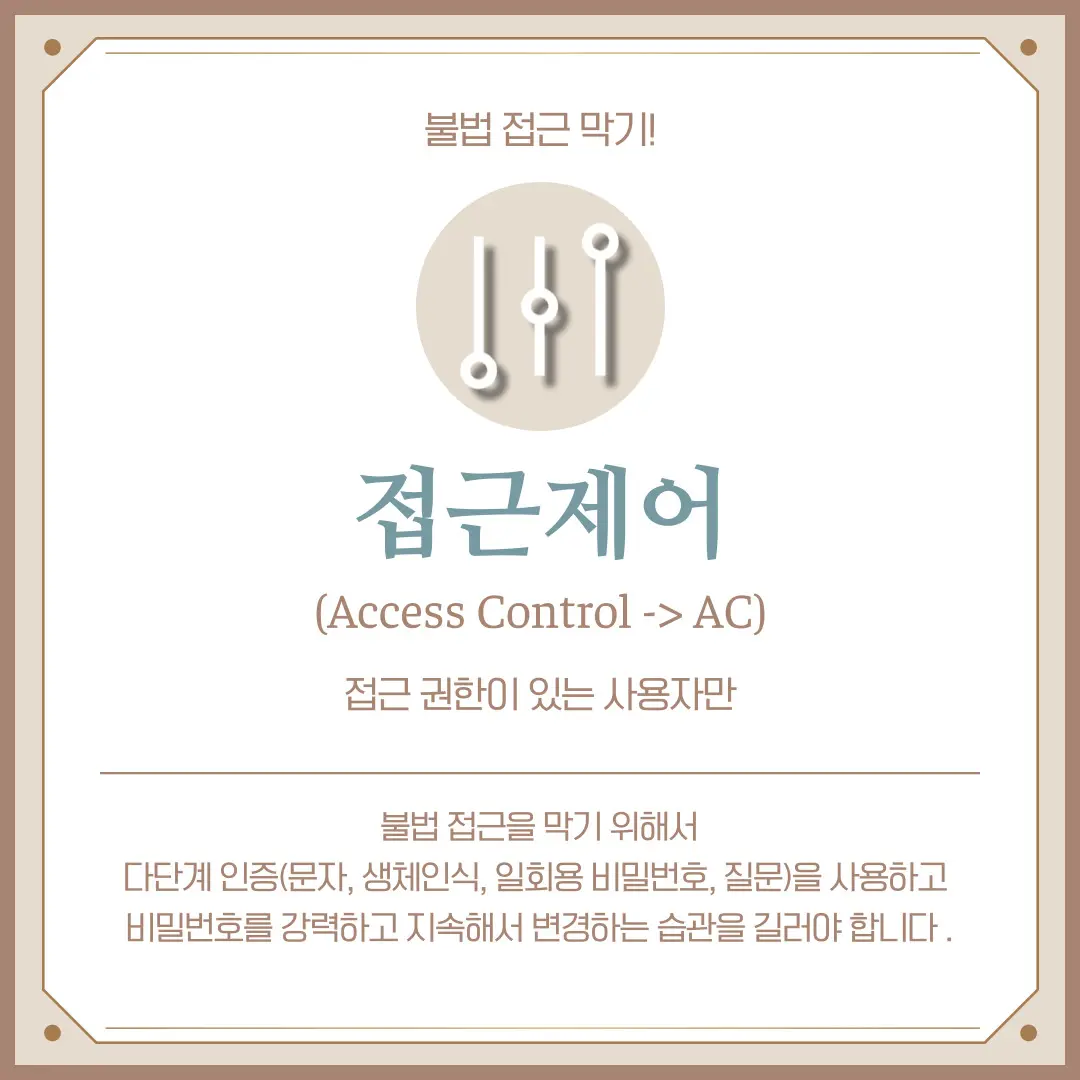 불법 접근 막기!
접근제어
(Access Control -> AC)
접근 권한이 있는 사용자만
불법 접근을 막기 위해서
다단계 인증(문자, 생체인식, 일회용 비밀번호, 질문)을 사용하고
비밀번호를 강력하고 지속해서 변경하는 습관을 길러야 합니다 .